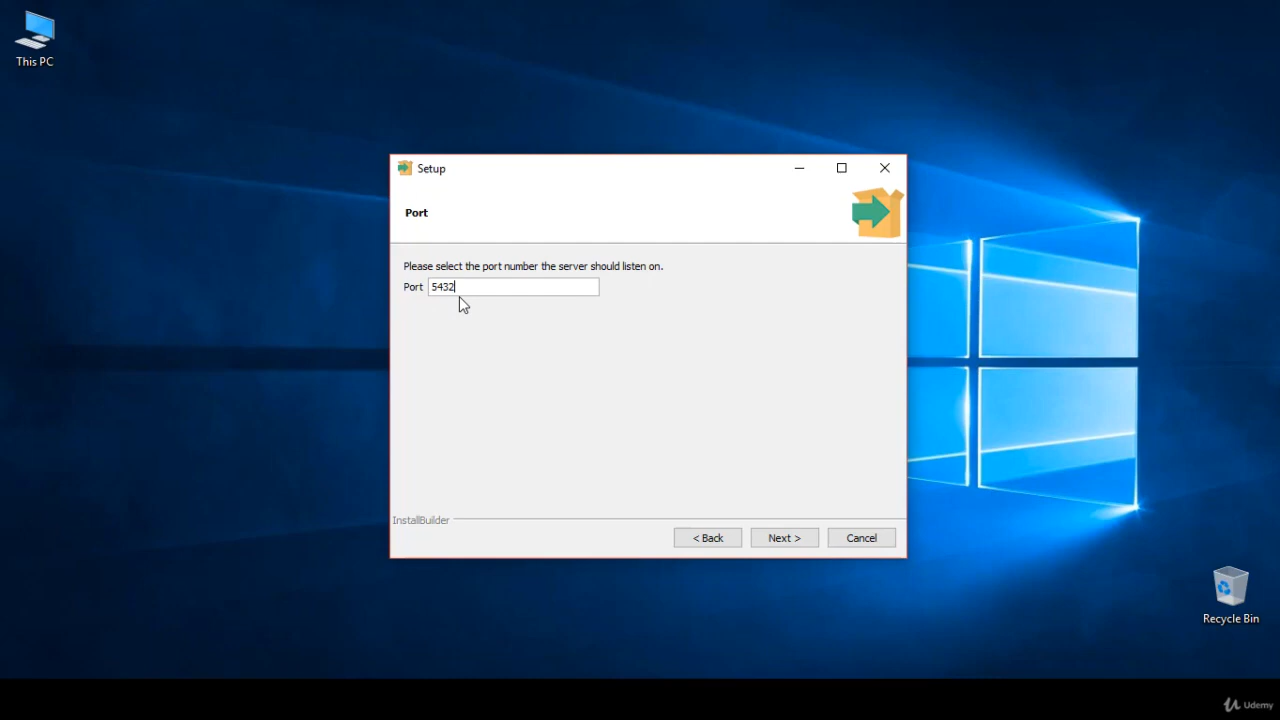 This PC
Setup
Port
Please select the port number the server should listen on.
Port 5432
InstallBuilder
< Back Next > Cancel
Recycle Bin
Udemy